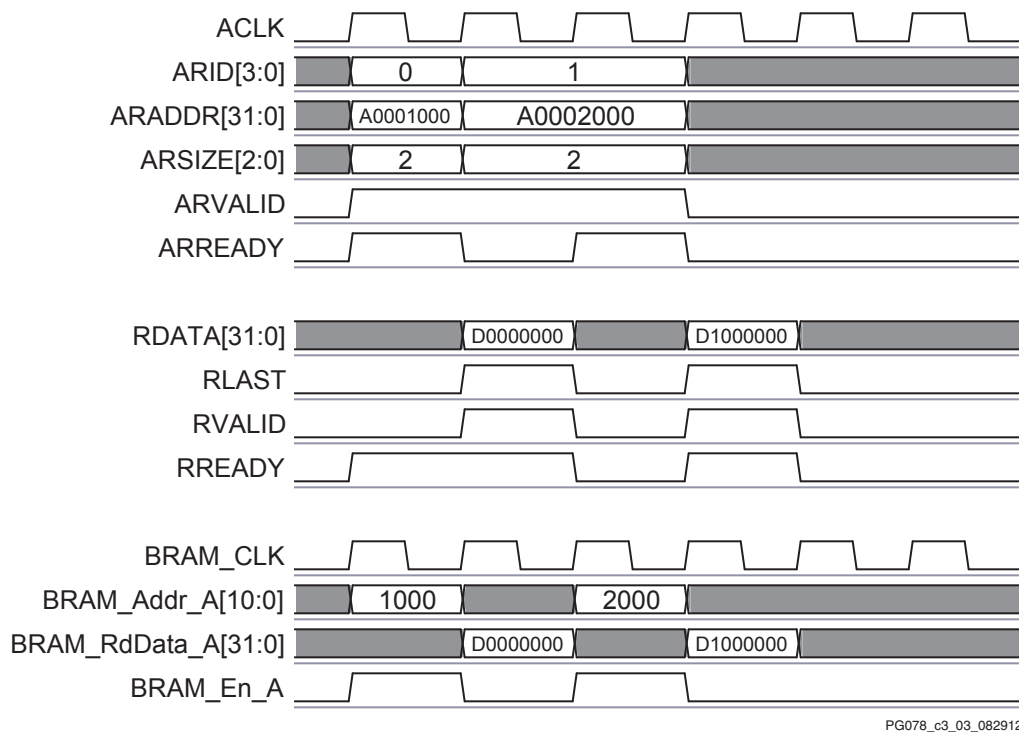 ACLK
ARID[3:0] 0 1
ARADDR[31:0] A0001000 A0002000
ARSIZE[2:0] 2 2
ARVALID
ARREADY
RDATA[31:0] D0000000 D1000000
RLAST
RVALID
RREADY
BRAM_CLK
BRAM_Addr_A[10:0] 1000 2000
BRAM_RdData_A[31:0] D0000000 D1000000
BRAM_En_A
PG078_c3_03_082912